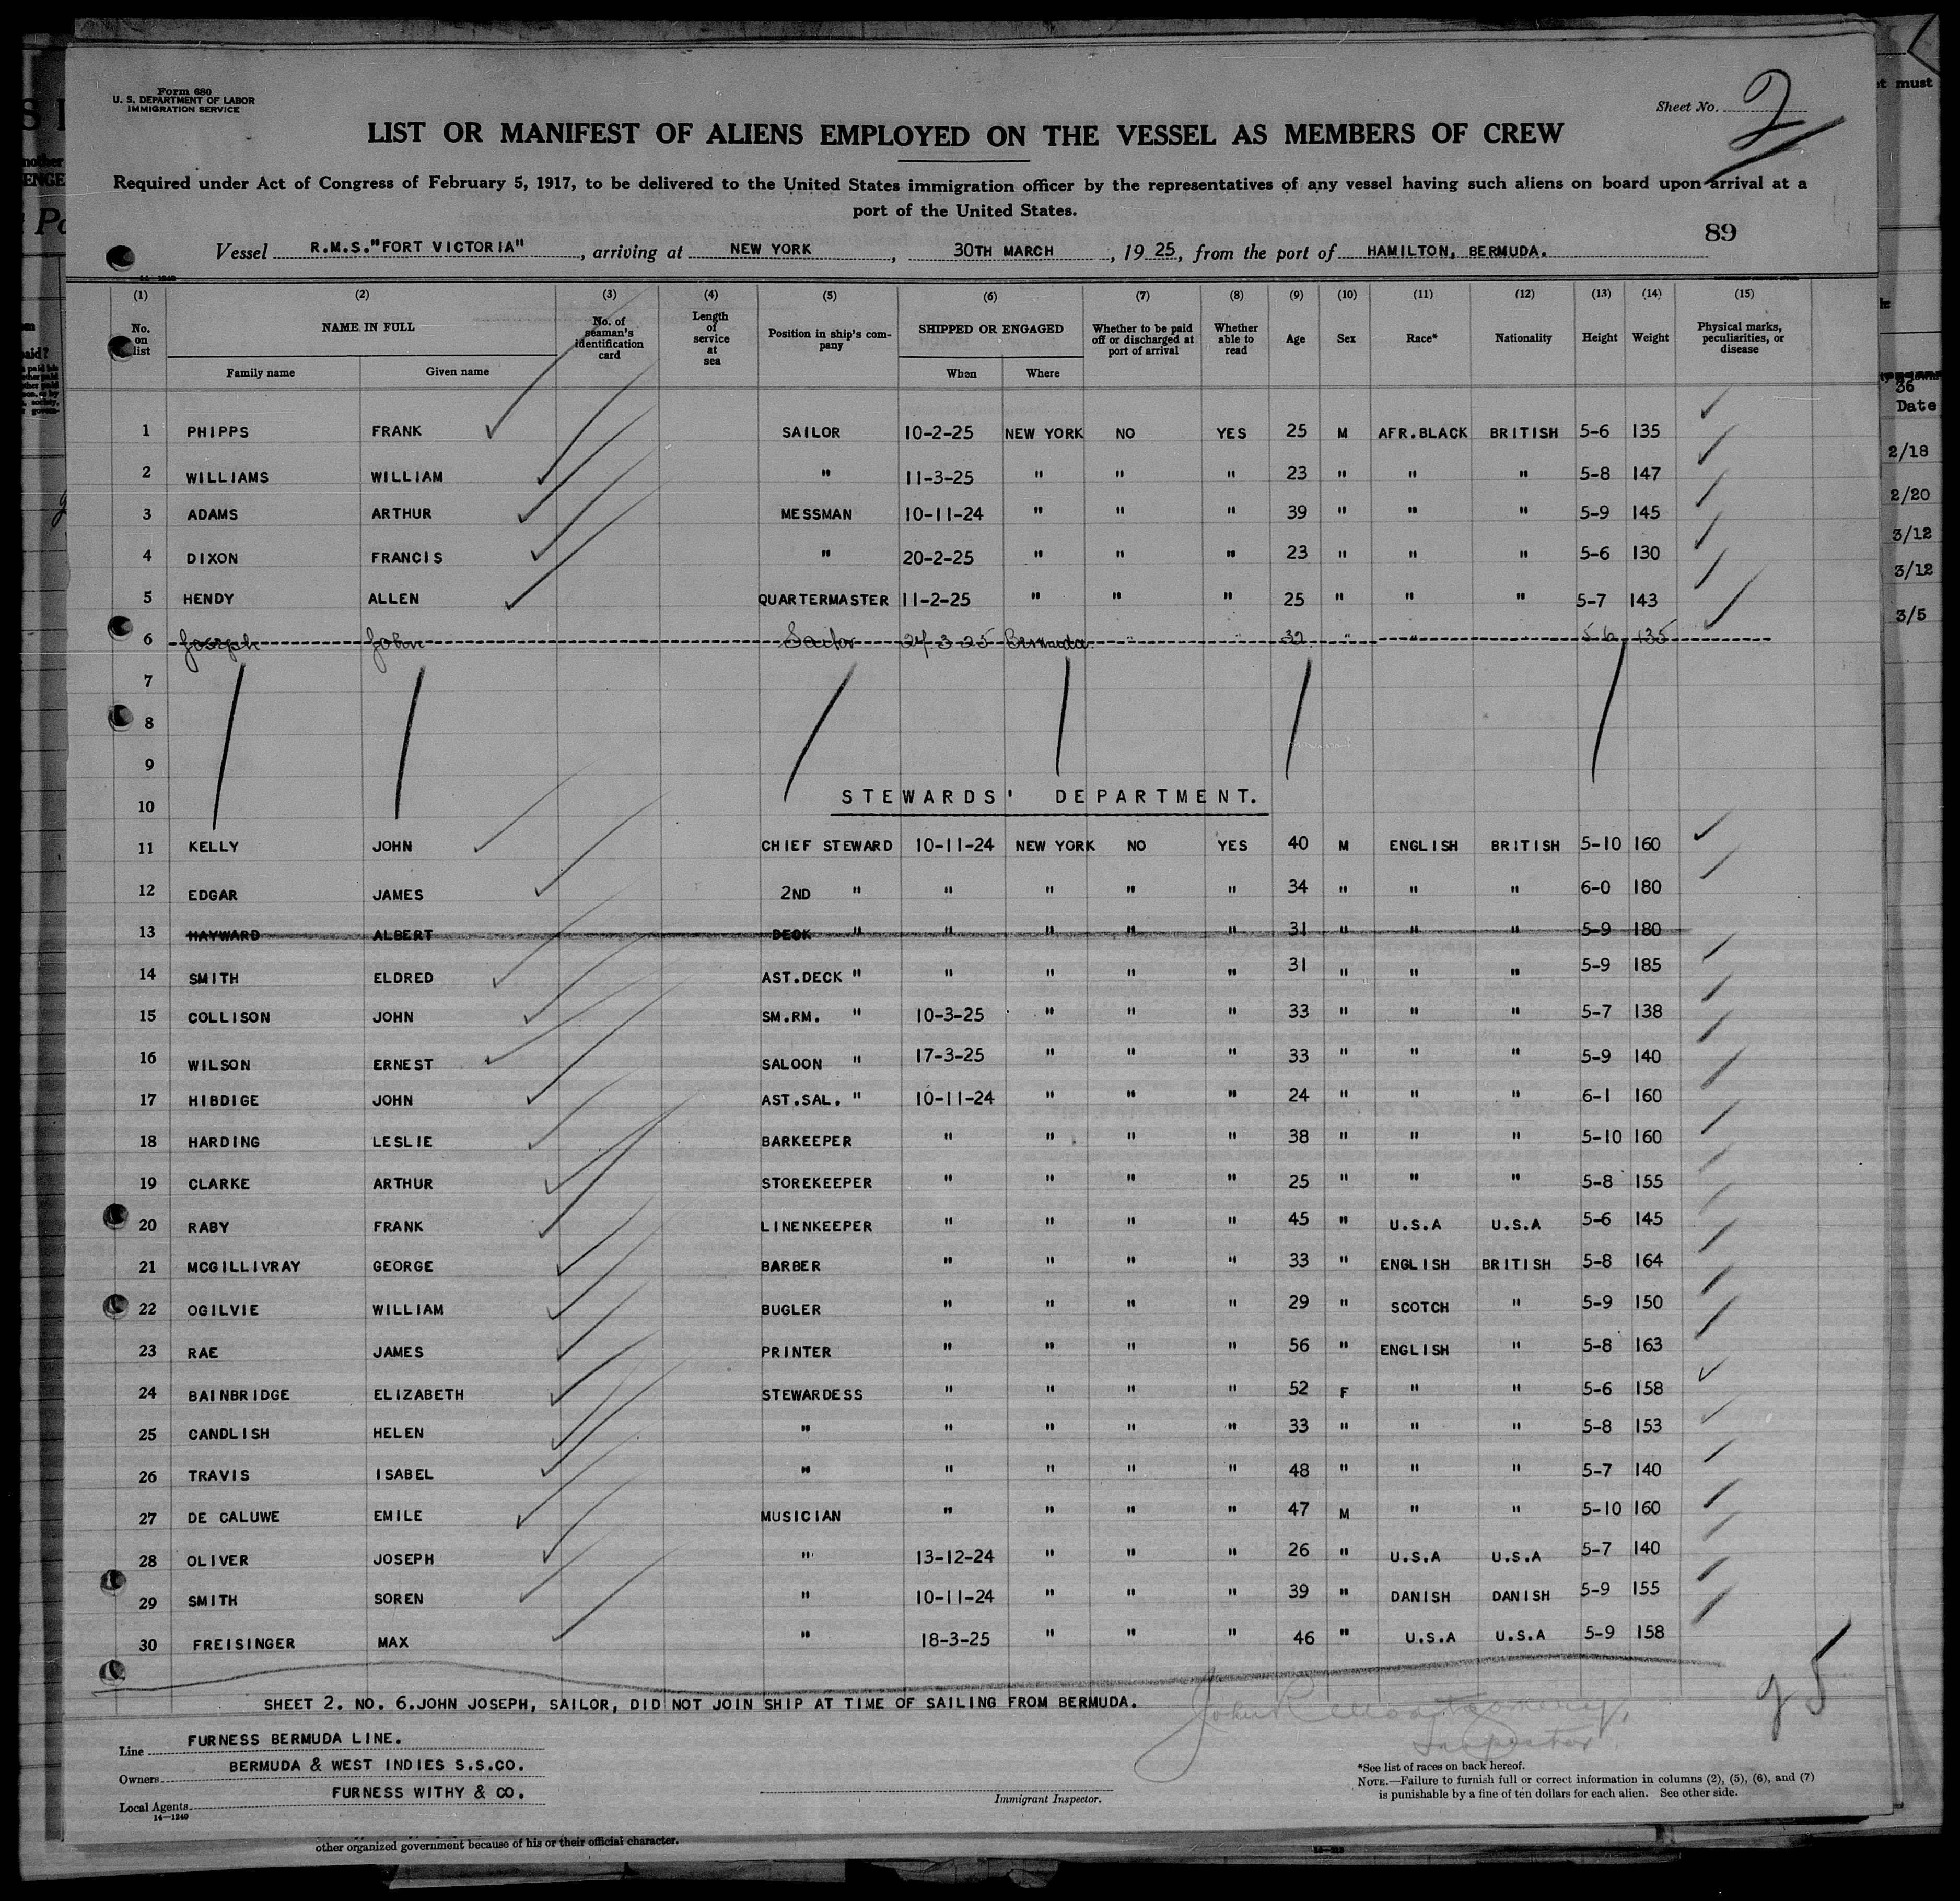 Form 680
U. S. DEPARTMENT OF LABOR
IMMIGRATION SERVICE
Sheet No. 2
LIST OR MANIFEST OF ALIENS EMPLOYED ON THE VESSEL AS MEMBERS OF CREW
Required under Act of Congress of February 5, 1917, to be delivered to the United States immigration officer by the representatives of any vessel having such aliens on board upon arrival at a
port of the United States.
89
Vessel R.M.S."FORT VICTORIA", arriving at NEW YORK, 30TH MARCH, 19 25, from the port of HAMILTON, BERMUDA.
(1) (2) (3) (4) (5) (6) (7) (8) (9) (10) (11) (12) (13) (14) (15)
No. on list NAME IN FULL No. of seaman's identification card Length of service at sea Position in ship's company SHIPPED OR ENGAGED Whether to be paid off or discharged at port of arrival Whether able to read Age Sex Race* Nationality Height Weight Physical marks, peculiarities, or disease
Family name Given name When Where
1 PHIPPS FRANK SAILOR 10-2-25 NEW YORK NO YES 25 M AFR.BLACK BRITISH 5-6 135
2 WILLIAMS WILLIAM " 11-3-25 " " " 23 " " " 5-8 147
3 ADAMS ARTHUR MESSMAN 10-11-24 " " " 39 " " " 5-9 145
4 DIXON FRANCIS " 20-2-25 " " " 23 " " " 5-6 130
5 HENDY ALLEN QUARTERMASTER 11-2-25 " " " 25 " " " 5-7 143
6 Joseph John Sailor 24-3-25 Bermuda " " 32 " " " 5-6 135
7
8
9
10 STEWARDS' DEPARTMENT.
11 KELLY JOHN CHIEF STEWARD 10-11-24 NEW YORK NO YES 40 M ENGLISH BRITISH 5-10 160
12 EDGAR JAMES 2ND " " " " " 34 " " " 6-0 180
13 HAYWARD ALBERT DECK " " " " " 31 " " " 5-9 180
14 SMITH ELDRED AST.DECK " " " " " 31 " " " 5-9 185
15 COLLISON JOHN SM.RM. " 10-3-25 " " " 33 " " " 5-7 138
16 WILSON ERNEST SALOON " 17-3-25 " " " 33 " " " 5-9 140
17 HIBDIGE JOHN AST.SAL. " 10-11-24 " " " 24 " " " 6-1 160
18 HARDING LESLIE BARKEEPER " " " " 38 " " " 5-10 160
19 CLARKE ARTHUR STOREKEEPER " " " " 25 " " " 5-8 155
20 RABY FRANK LINENKEEPER " " " " 45 " U.S.A U.S.A 5-6 145
21 MCGILLIVRAY GEORGE BARBER " " " " 33 " ENGLISH BRITISH 5-8 164
22 OGILVIE WILLIAM BUGLER " " " " 29 " SCOTCH " 5-9 150
23 RAE JAMES PRINTER " " " " 56 " ENGLISH " 5-8 163
24 BAINBRIDGE ELIZABETH STEWARDESS " " " " 52 F " " 5-6 158
25 CANDLISH HELEN " " " " " 33 " " " 5-8 153
26 TRAVIS ISABEL " " " " " 48 " " " 5-7 140
27 DE CALUWE EMILE MUSICIAN " " " " 47 M " " 5-10 160
28 OLIVER JOSEPH " 13-12-24 " " " 26 " U.S.A U.S.A 5-7 140
29 SMITH SOREN " 10-11-24 " " " 39 " DANISH DANISH 5-9 155
30 FREISINGER MAX " 18-3-25 " " " 46 " U.S.A U.S.A 5-9 158
SHEET 2. NO. 6.JOHN JOSEPH, SAILOR, DID NOT JOIN SHIP AT TIME OF SAILING FROM BERMUDA.
John R Montgomery,
Inspector
Line FURNESS BERMUDA LINE.
Owners BERMUDA & WEST INDIES S.S.CO.
Local Agents FURNESS WITHY & CO.
14—1240
Immigrant Inspector.
*See list of races on back hereof.
NOTE.—Failure to furnish full or correct information in columns (2), (5), (6), and (7)
is punishable by a fine of ten dollars for each alien. See other side.
other organized government because of his or their official character.
must
36
Date
2/18
2/20
3/12
3/12
3/5